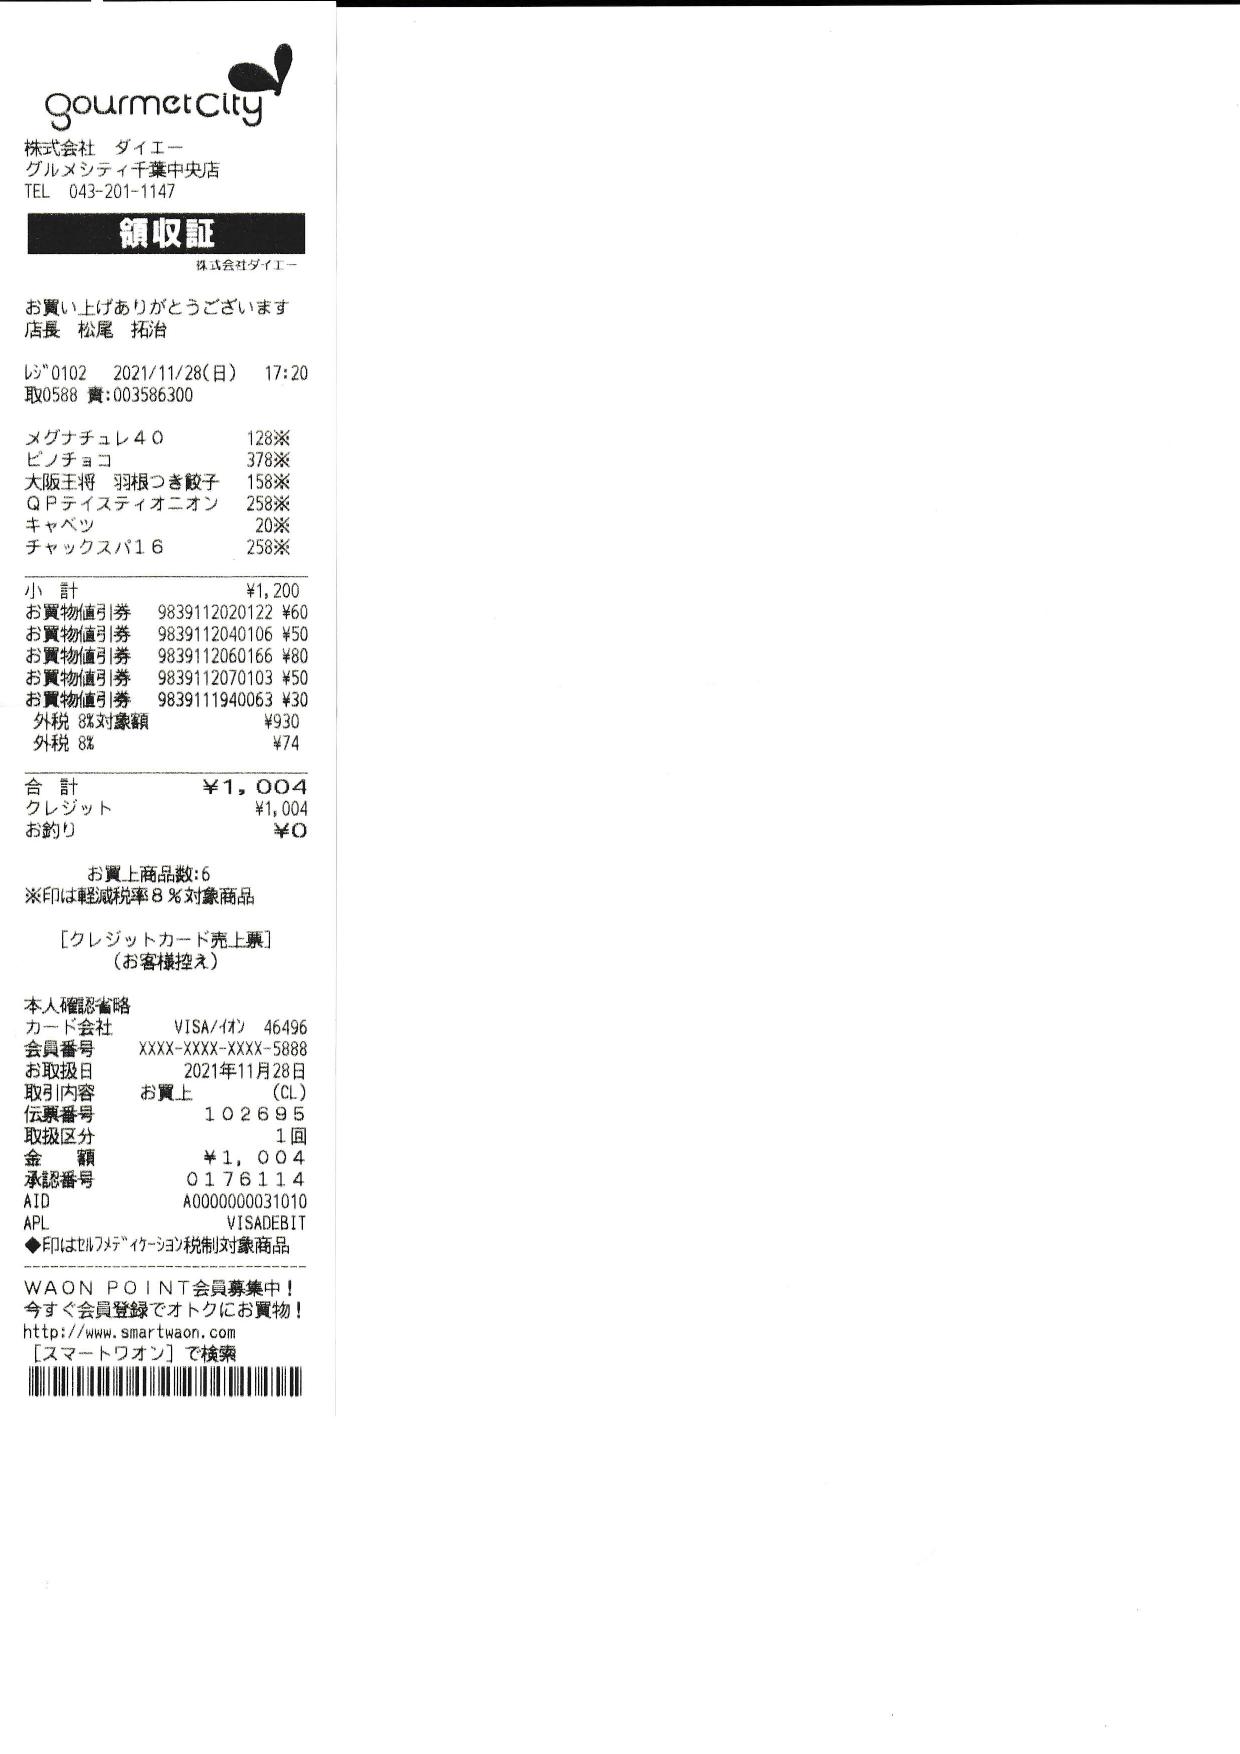 gourmetCity
株式会社　ダイエー
グルメシティ千葉中央店
TEL　043-201-1147
領収証
株式会社ダイエー
お買い上げありがとうございます
店長　松尾　拓治
ﾚｼﾞ0102　2021/11/28(日)　17:20
取0588 責:003586300
メグナチュレ４０　128※
ピノチョコ　378※
大阪王将　羽根つき餃子　158※
ＱＰテイスティオニオン　258※
キャベツ　20※
チャックスパ１６　258※
小　計　¥1,200
お買物値引券　9839112020122 ¥60
お買物値引券　9839112040106 ¥50
お買物値引券　9839112060166 ¥80
お買物値引券　9839112070103 ¥50
お買物値引券　9839111940063 ¥30
外税 8%対象額　¥930
外税 8%　¥74
合　計　¥1,004
クレジット　¥1,004
お釣り　¥0
お買上商品数:6
※印は軽減税率８％対象商品
[クレジットカード売上票]
(お客様控え)
本人確認省略
カード会社　VISA/ｲｵﾝ　46496
会員番号　XXXX-XXXX-XXXX-5888
お取扱日　2021年11月28日
取引内容　お買上　(CL)
伝票番号　１０２６９５
取扱区分　１回
金　額　￥１，００４
承認番号　０１７６１１４
AID　A0000000031010
APL　VISADEBIT
◆印はｾﾙﾌﾒﾃﾞｨｹｰｼｮﾝ税制対象商品
ＷＡＯＮ ＰＯＩＮＴ会員募集中！
今すぐ会員登録でオトクにお買物！
http://www.smartwaon.com
[スマートワオン] で検索